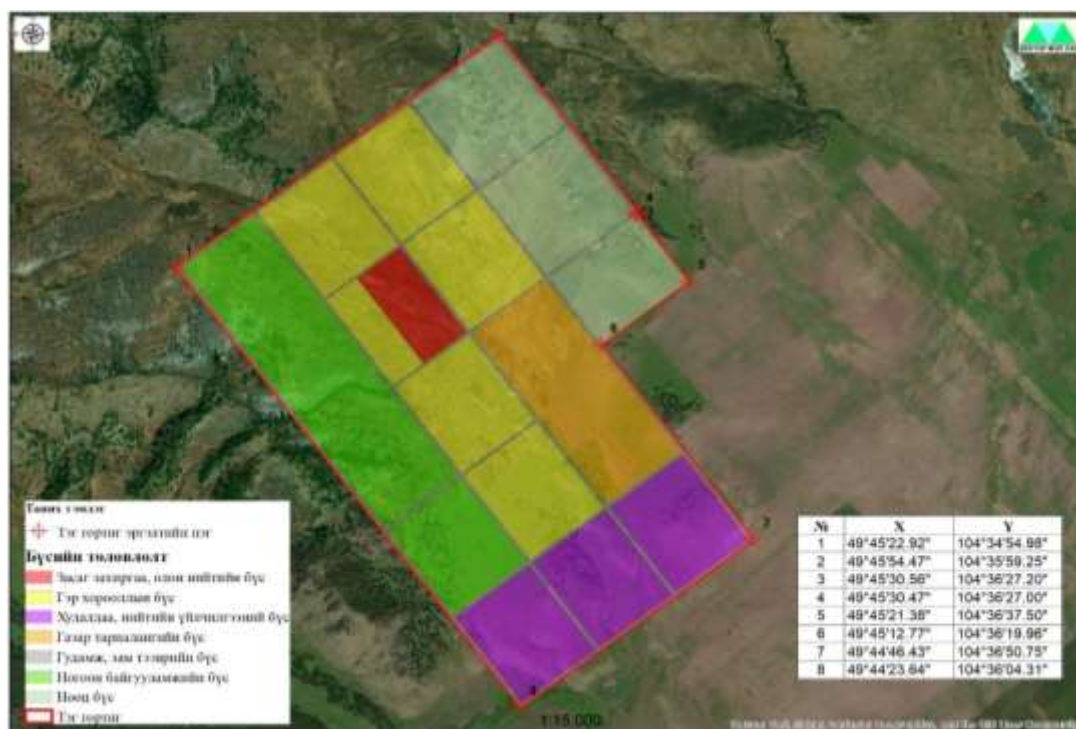 Таних тэмдэг
Тэг гортиг эргэлтийн цэг
Бүсийн төлөвлөлт
Засаг захиргаа, олон нийтийн бүс
Гэр хорооллын бүс
Худалдаа, нийтийн үйлчилгээний бүс
Газар тариалангийн бүс
Гудамж, зам тээврийн бүс
Ногоон байгууламжийн бүс
Нөөц бүс
Тэг гортиг
1:15,000
№ X Y
1 49°45'22.92" 104°34'54.98"
2 49°45'54.47" 104°35'59.25"
3 49°45'30.56" 104°36'27.20"
4 49°45'30.47" 104°36'27.00"
5 49°45'21.38" 104°36'37.50"
6 49°45'12.77" 104°36'19.96"
7 49°44'46.43" 104°36'50.75"
8 49°44'23.64" 104°36'04.31"